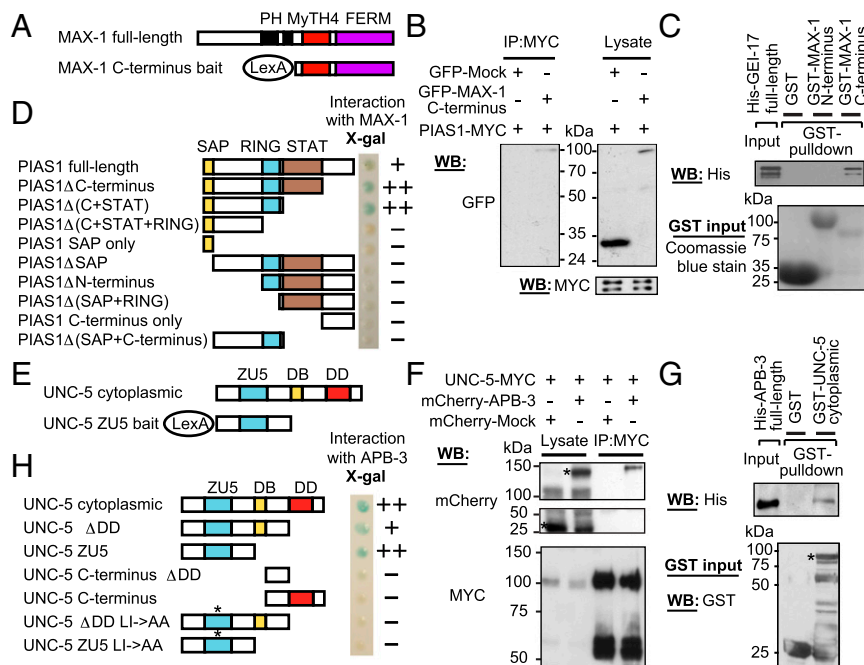 A
PH MyTH4 FERM
MAX-1 full-length
MAX-1 C-terminus bait
LexA
B
IP:MYC Lysate
GFP-Mock + +
GFP-MAX-1 C-terminus + +
PIAS1-MYC + + + +
kDa
WB:
GFP
100
75
50
37
30
25
WB: MYC
C
His-GEI-17 full-length
GST
GST-MAX-1 N-terminus
GST-MAX-1 C-terminus
Input
GST-pulldown
WB: His
kDa
GST input
Coomassie blue stain
100
75
35
25
D
Interaction with MAX-1
X-gal
SAP RING STAT
PIAS1 full-length +
PIAS1Δ C-terminus ++
PIAS1Δ(C+STAT) ++
PIAS1Δ(C+STAT+RING) −
PIAS1 SAP only −
PIAS1ΔSAP −
PIAS1ΔN-terminus −
PIAS1Δ(SAP+RING) −
PIAS1 C-terminus only −
PIAS1Δ(SAP+C-terminus) −
E
ZU5 DB DD
UNC-5 cytoplasmic
UNC-5 ZU5 bait
LexA
F
UNC-5-MYC + + + +
mCherry-APB-3 + +
mCherry-Mock + +
WB:
kDa
Lysate IP:MYC
mCherry
150
*
100
50
25
*
MYC
150
100
75
50
G
His-APB-3 full-length
GST
GST-UNC-5 cytoplasmic
Input
GST-pulldown
WB: His
kDa
GST input
WB: GST
100
75
*
50
25
H
Interaction with APB-3
X-gal
ZU5 DB DD
UNC-5 cytoplasmic ++
UNC-5 ΔDD +
UNC-5 ZU5 ++
UNC-5 C-terminus ΔDD −
UNC-5 C-terminus −
*
UNC-5 ΔDD LI->AA −
*
UNC-5 ZU5 LI->AA −